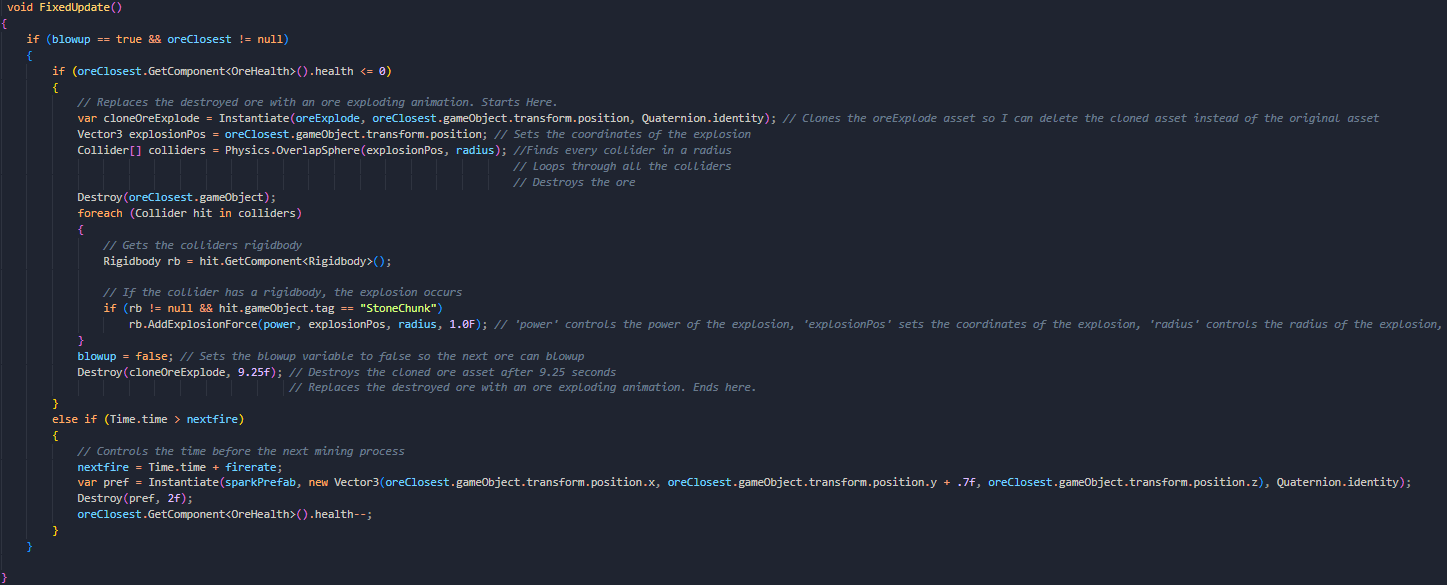 void FixedUpdate()
{
if (blowup == true && oreClosest != null)
{
if (oreClosest.GetComponent<OreHealth>().health <= 0)
{
// Replaces the destroyed ore with an ore exploding animation. Starts Here.
var cloneOreExplode = Instantiate(oreExplode, oreClosest.gameObject.transform.position, Quaternion.identity); // Clones the oreExplode asset so I can delete the cloned asset instead of the original asset
Vector3 explosionPos = oreClosest.gameObject.transform.position; // Sets the coordinates of the explosion
Collider[] colliders = Physics.OverlapSphere(explosionPos, radius); //Finds every collider in a radius
// Loops through all the colliders
// Destroys the ore
Destroy(oreClosest.gameObject);
foreach (Collider hit in colliders)
{
// Gets the colliders rigidbody
Rigidbody rb = hit.GetComponent<Rigidbody>();
// If the collider has a rigidbody, the explosion occurs
if (rb != null && hit.gameObject.tag == "StoneChunk")
rb.AddExplosionForce(power, explosionPos, radius, 1.0F); // 'power' controls the power of the explosion, 'explosionPos' sets the coordinates of the explosion, 'radius' controls the radius of the explosion,
}
blowup = false; // Sets the blowup variable to false so the next ore can blowup
Destroy(cloneOreExplode, 9.25f); // Destroys the cloned ore asset after 9.25 seconds
// Replaces the destroyed ore with an ore exploding animation. Ends here.
}
else if (Time.time > nextfire)
{
// Controls the time before the next mining process
nextfire = Time.time + firerate;
var pref = Instantiate(sparkPrefab, new Vector3(oreClosest.gameObject.transform.position.x, oreClosest.gameObject.transform.position.y + .7f, oreClosest.gameObject.transform.position.z), Quaternion.identity);
Destroy(pref, 2f);
oreClosest.GetComponent<OreHealth>().health--;
}
}
}